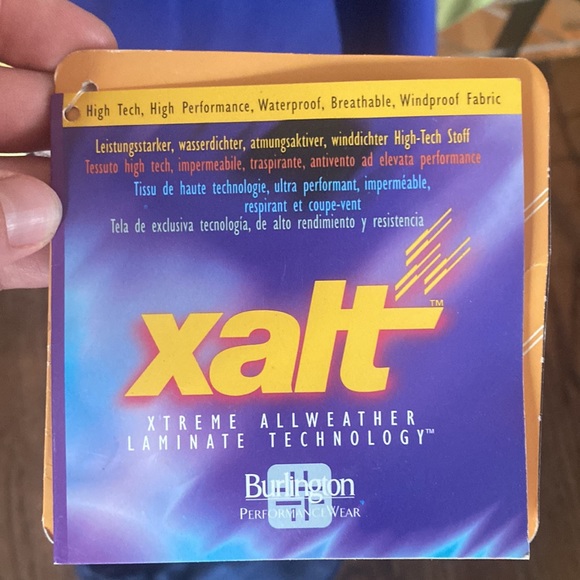 High Tech, High Performance, Waterproof, Breathable, Windproof Fabric
Leistungsstarker, wasserdichter, atmungsaktiver, winddichter High-Tech Stoff
Tessuto high tech, impermeabile, traspirante, antivento ad elevata performance
Tissu de haute technologie, ultra performant, imperméable,
respirant et coupe-vent
Tela de exclusiva tecnología, de alto rendimiento y resistencia
xalt™
XTREME ALLWEATHER
LAMINATE TECHNOLOGY™
Burlington
PERFORMANCEWEAR